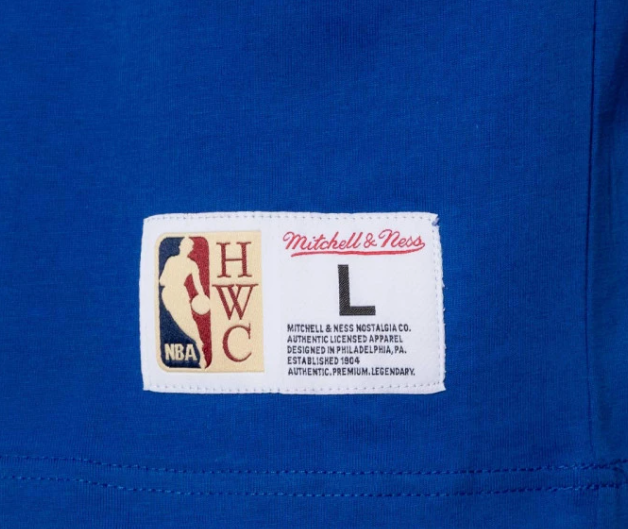 NBA
H
W
C
Mitchell & Ness
L
MITCHELL & NESS NOSTALGIA CO.
AUTHENTIC LICENSED APPAREL
DESIGNED IN PHILADELPHIA, PA.
ESTABLISHED 1904
AUTHENTIC. PREMIUM. LEGENDARY.